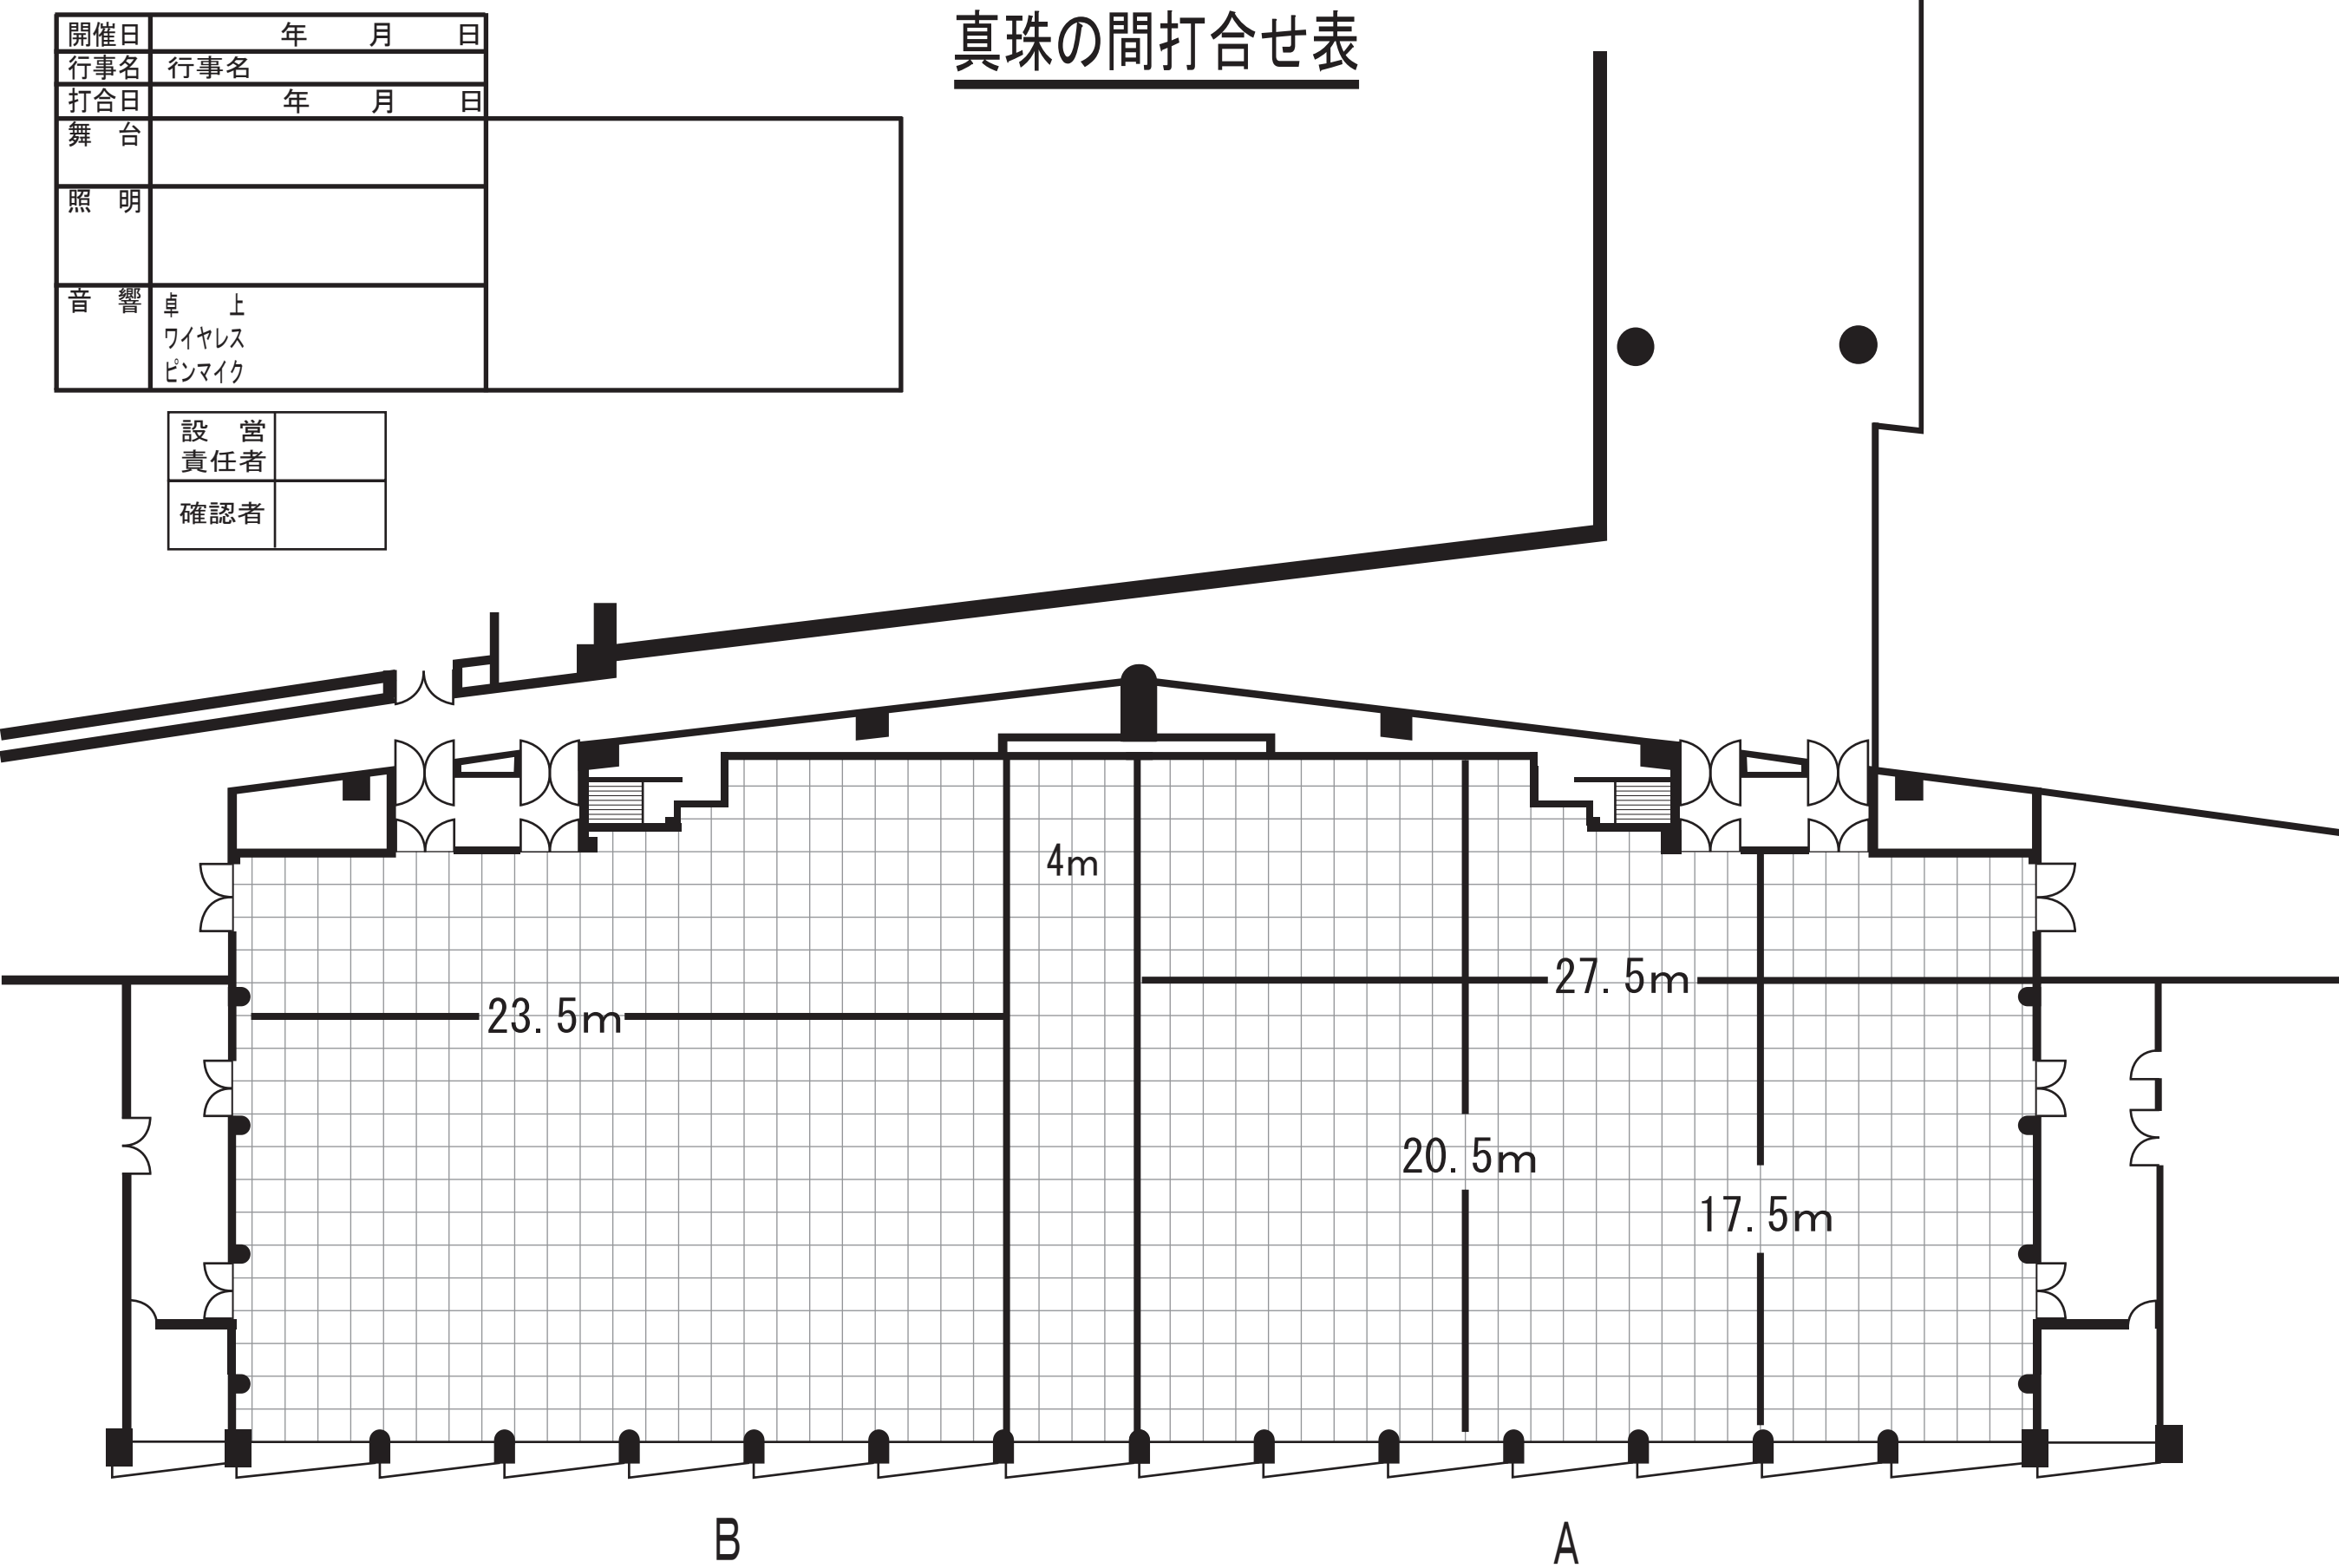 真珠の間打合せ表
開催日 年 月 日
行事名 行事名
打合日 年 月 日
舞 台
照 明
音 響 卓 上
ワイヤレス
ピンマイク
設 営
責任者
確認者
4m
27.5m
23.5m
20.5m
17.5m
B A